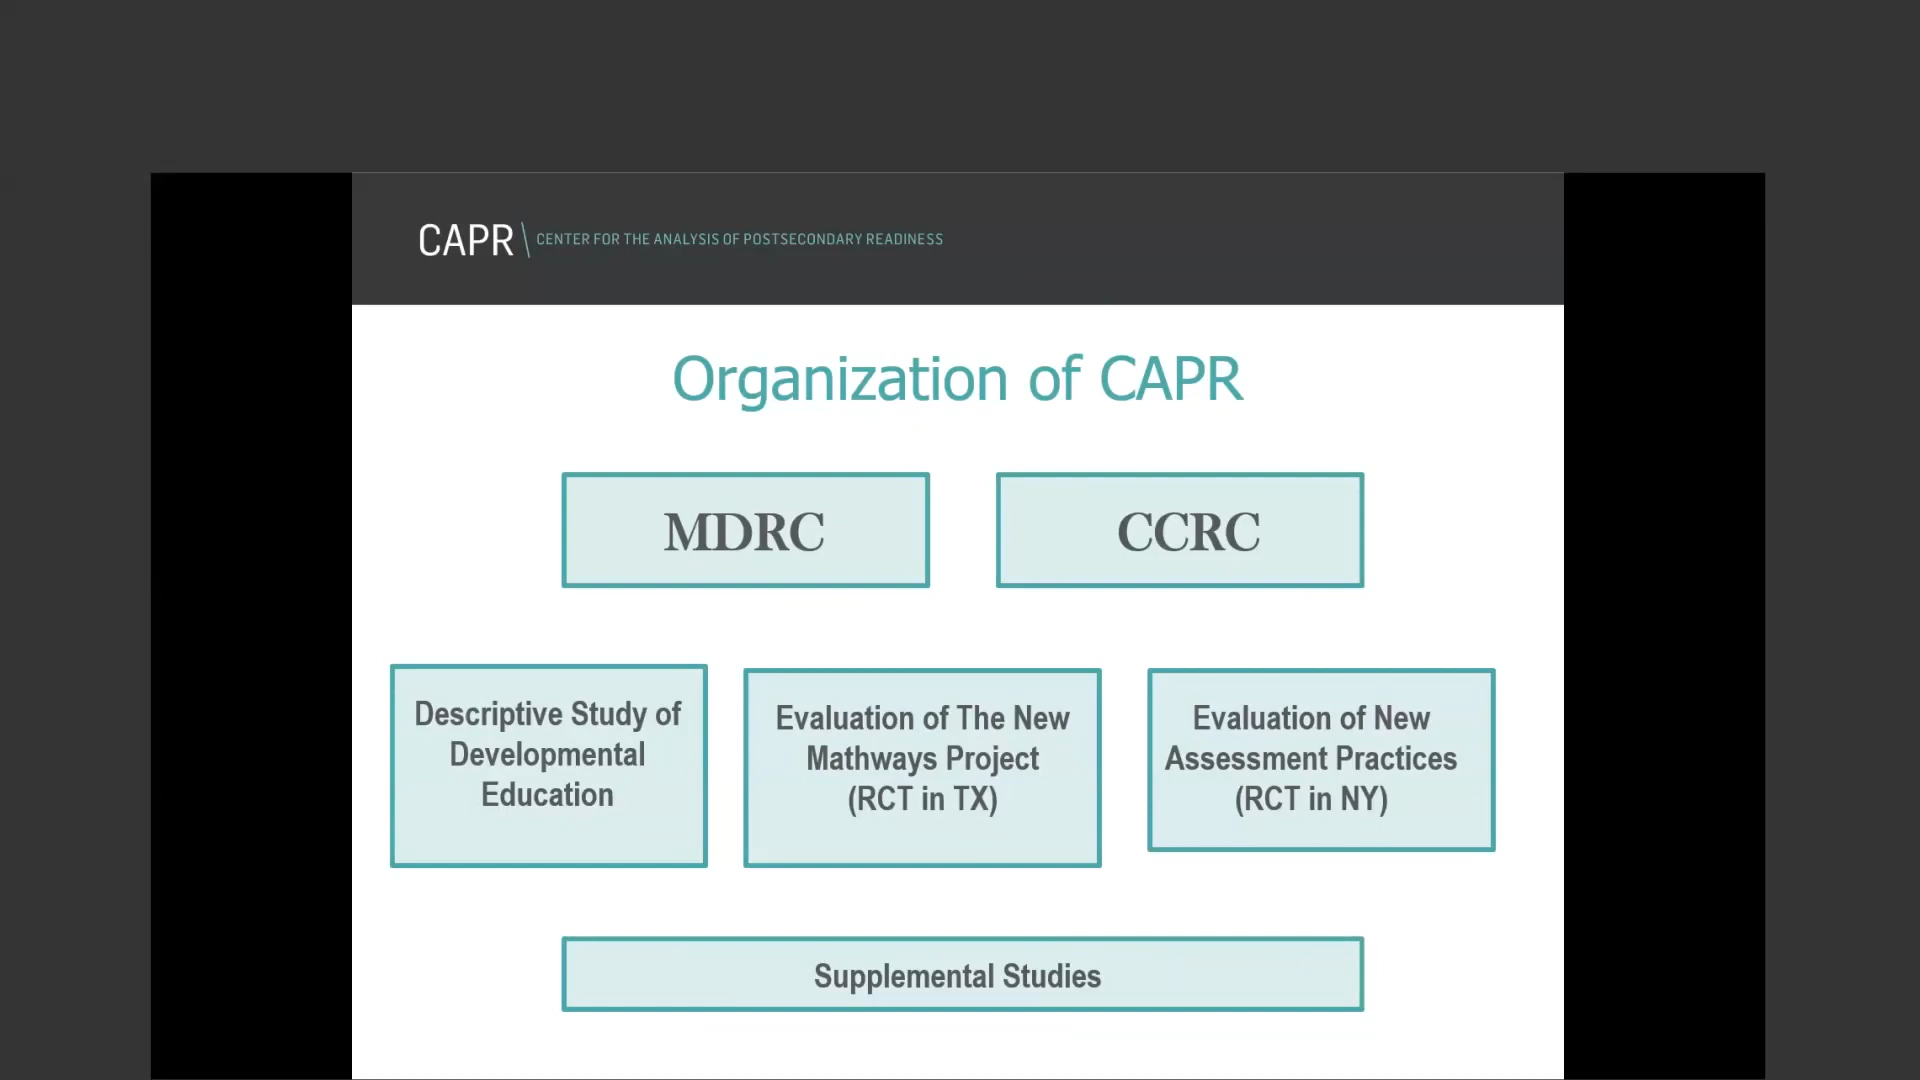 CAPR \ CENTER FOR THE ANALYSIS OF POSTSECONDARY READINESS
Organization of CAPR
MDRC
CCRC
Descriptive Study of
Developmental
Education
Evaluation of The New
Mathways Project
(RCT in TX)
Evaluation of New
Assessment Practices
(RCT in NY)
Supplemental Studies